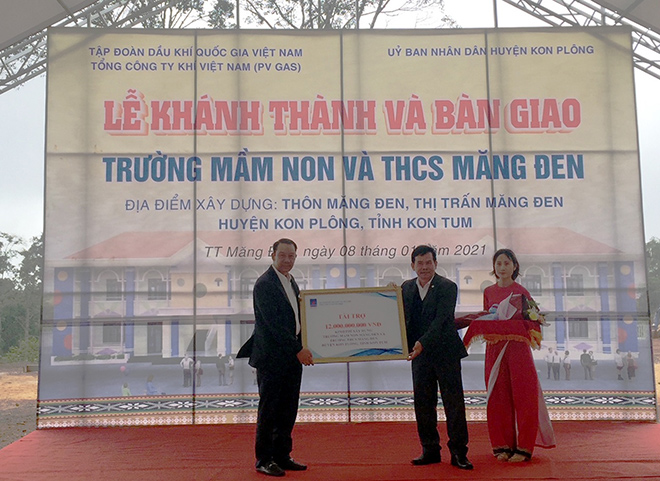 TẬP ĐOÀN DẦU KHÍ QUỐC GIA VIỆT NAM
TỔNG CÔNG TY KHÍ VIỆT NAM (PV GAS)
UỶ BAN NHÂN DÂN HUYỆN KON PLÔNG
LỄ KHÁNH THÀNH VÀ BÀN GIAO
TRƯỜNG MẦM NON VÀ THCS MĂNG ĐEN
ĐỊA ĐIỂM XÂY DỰNG: THÔN MĂNG ĐEN, THỊ TRẤN MĂNG ĐEN
HUYỆN KON PLÔNG, TỈNH KON TUM
TT Măng ngày 08 tháng 01 năm 2021
TÀI TRỢ
12.000.000.000 VNĐ